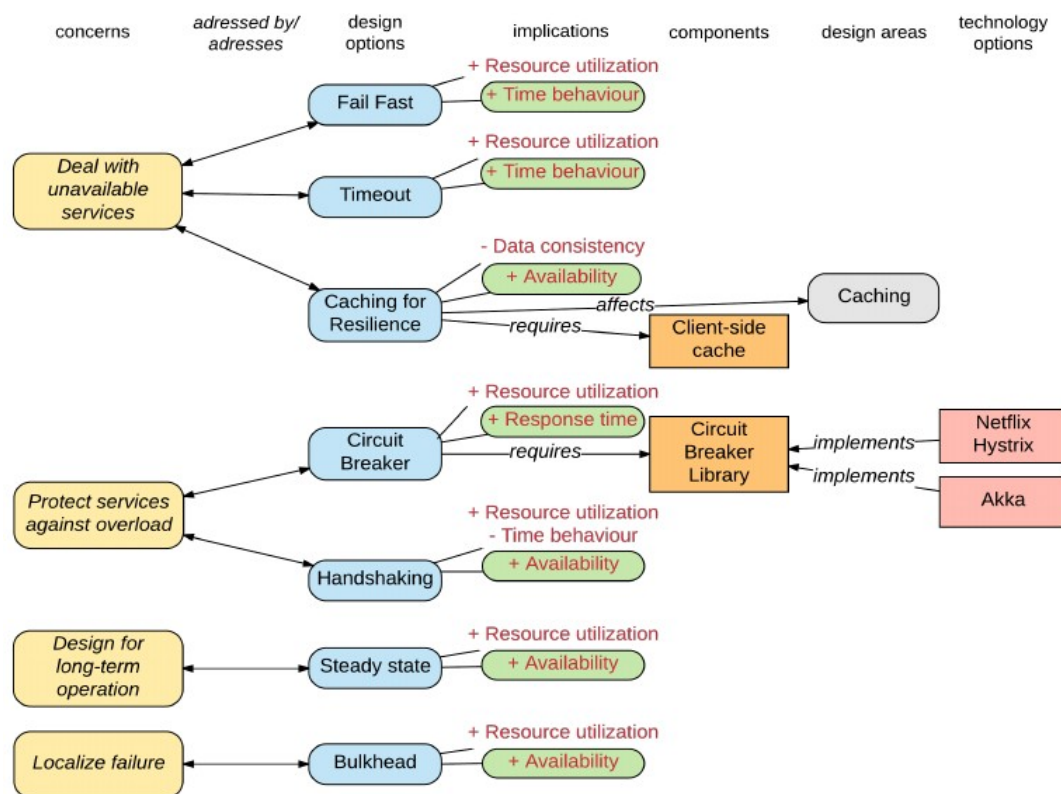 concerns
adressed by/
adresses
design
options
implications
components
design areas
technology
options
+ Resource utilization
Fail Fast
+ Time behaviour
+ Resource utilization
Deal with
unavailable
services
+ Time behaviour
Timeout
- Data consistency
+ Availability
Caching for
Resilience
affects
Caching
requires
Client-side
cache
+ Resource utilization
+ Response time
Circuit
Breaker
requires
Circuit
Breaker
Library
implements
Netflix
Hystrix
implements
Akka
Protect services
against overload
+ Resource utilization
- Time behaviour
+ Availability
Handshaking
Design for
long-term
operation
+ Resource utilization
Steady state
+ Availability
+ Resource utilization
Localize failure
Bulkhead
+ Availability